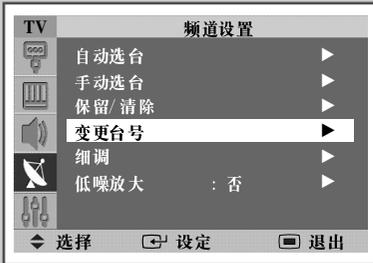 TV 频道设置
自动选台
手动选台
保留/清除
变更台号
细调
低噪放大 : 否
选择 设定 退出